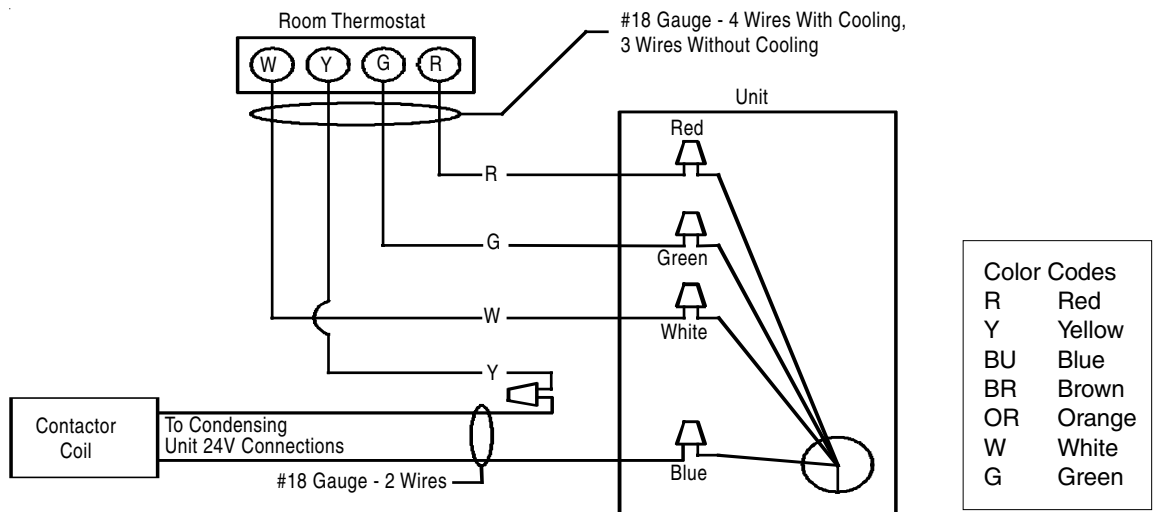 Room Thermostat
#18 Gauge - 4 Wires With Cooling,
3 Wires Without Cooling
W Y G R
Unit
Red
R
G
Green
W
White
Y
Contactor
Coil
To Condensing
Unit 24V Connections
#18 Gauge - 2 Wires
Blue
Color Codes
R Red
Y Yellow
BU Blue
BR Brown
OR Orange
W White
G Green